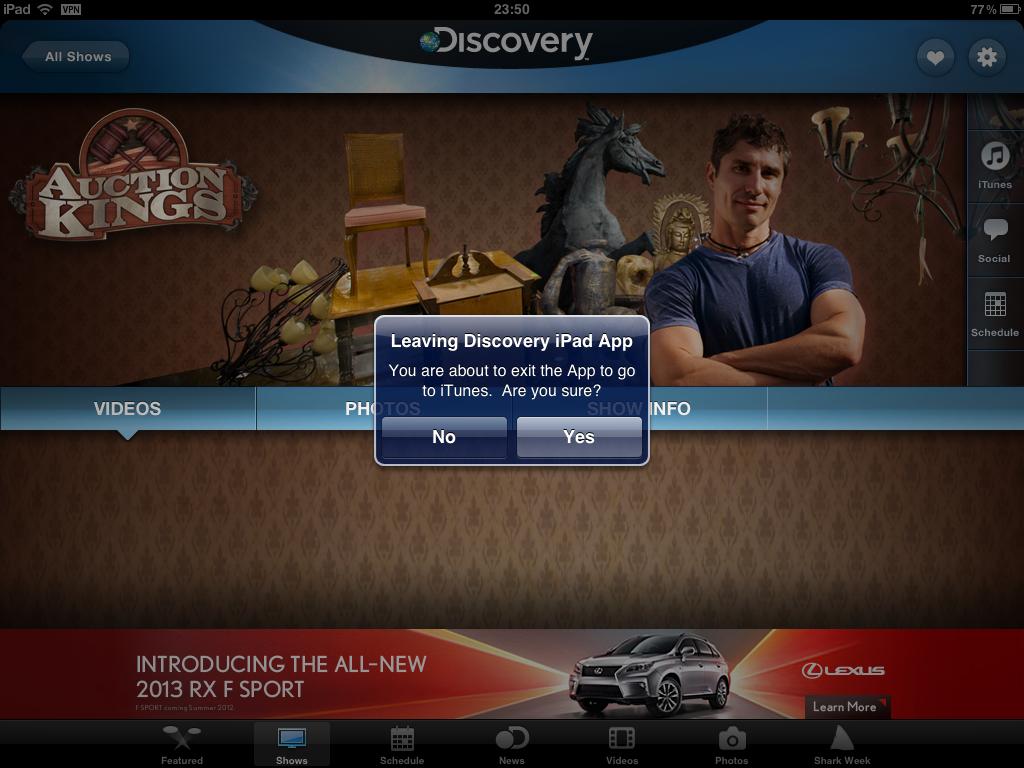 iPad VPN 23:50 77%
All Shows
Discovery
AUCTION
KINGS
iTunes
Social
Schedule
Leaving Discovery iPad App
You are about to exit the App to go
to iTunes. Are you sure?
No Yes
VIDEOS PHOTOS SHOW INFO
INTRODUCING THE ALL-NEW
2013 RX F SPORT
F SPORT coming Summer 2012.
LEXUS
Learn More
Featured Shows Schedule News Videos Photos Shark Week